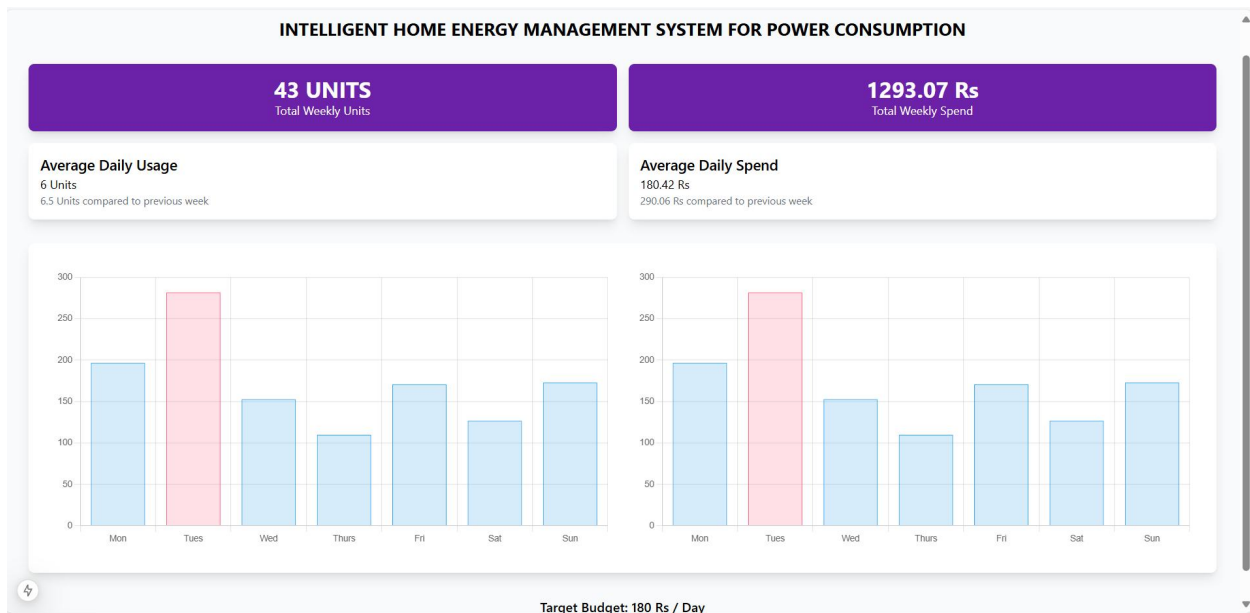 INTELLIGENT HOME ENERGY MANAGEMENT SYSTEM FOR POWER CONSUMPTION
43 UNITS
Total Weekly Units
1293.07 Rs
Total Weekly Spend
Average Daily Usage
6 Units
6.5 Units compared to previous week
Average Daily Spend
180.42 Rs
290.06 Rs compared to previous week
300
250
200
150
100
50
0
Mon Tues Wed Thurs Fri Sat Sun
300
250
200
150
100
50
0
Mon Tues Wed Thurs Fri Sat Sun
Target Budget: 180 Rs / Day